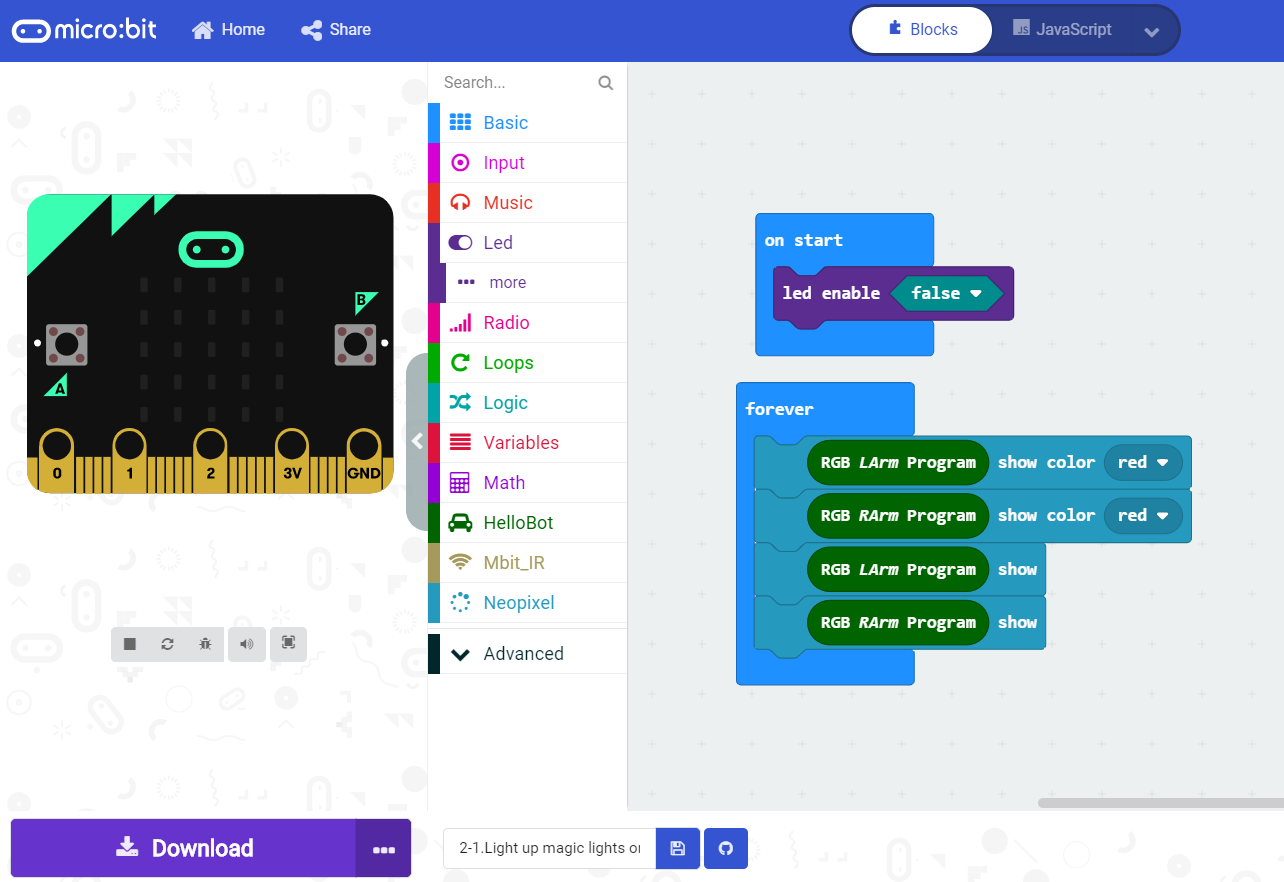 micro:bit
Home
Share
Blocks
JS JavaScript
Search...
Basic
Input
Music
Led
more
Radio
Loops
Logic
Variables
Math
HelloBot
Mbit_IR
Neopixel
Advanced
B
A
0 1 2 3V GND
on start
led enable false
forever
RGB LArm Program show color red
RGB RArm Program show color red
RGB LArm Program show
RGB RArm Program show
Download
2-1.Light up magic lights or